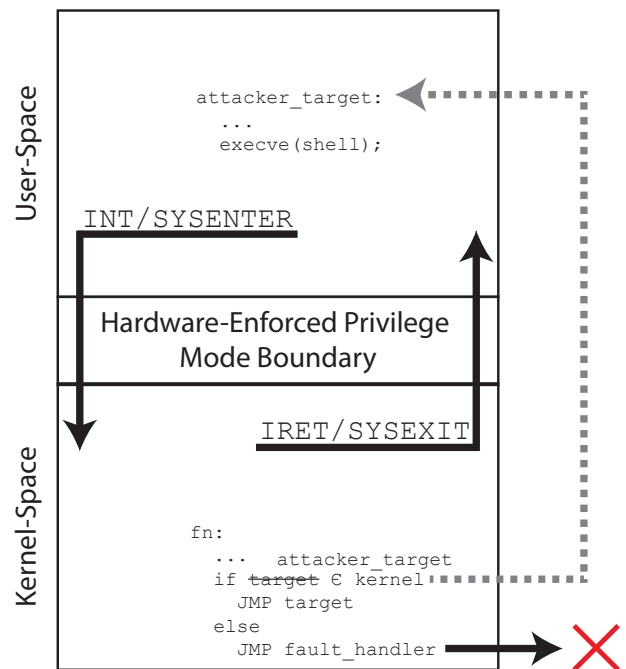 User-Space
attacker_target:
...
execve(shell);
INT/SYSENTER
Hardware-Enforced Privilege
Mode Boundary
IRET/SYSEXIT
Kernel-Space
fn:
... attacker_target
if target Є kernel
JMP target
else
JMP fault_handler